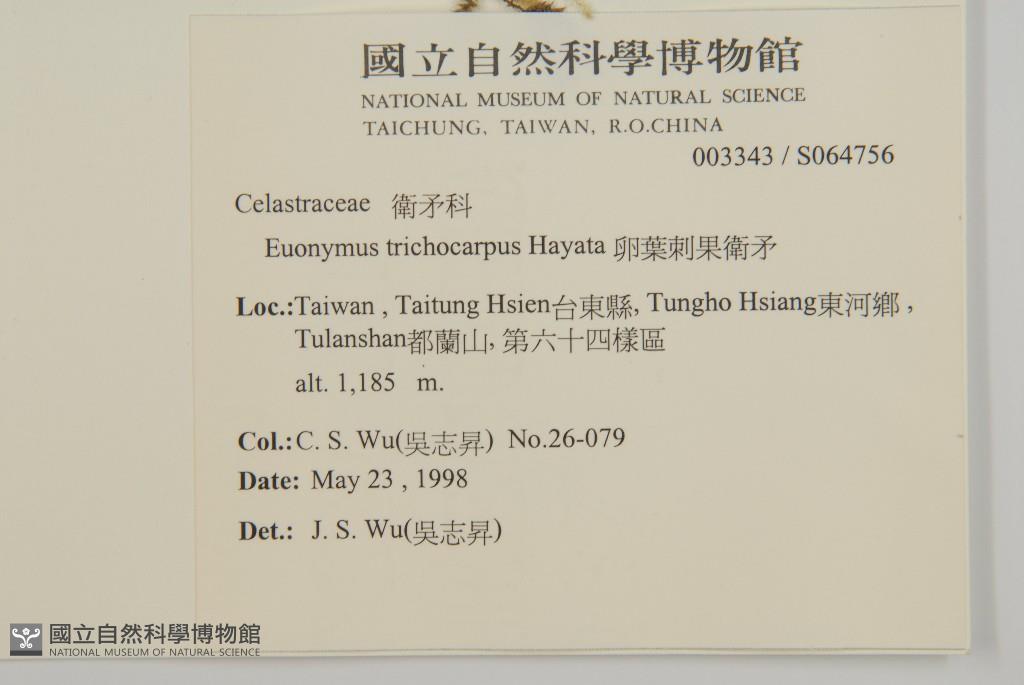 國立自然科學博物館
NATIONAL MUSEUM OF NATURAL SCIENCE
TAICHUNG, TAIWAN, R.O.CHINA
003343 / S064756
Celastraceae 衛矛科
Euonymus trichocarpus Hayata 卵葉刺果衛矛
Loc.:Taiwan , Taitung Hsien台東縣, Tungho Hsiang東河鄉 ,
Tulanshan都蘭山, 第六十四樣區
alt. 1,185 m.
Col.:C. S. Wu(吳志昇) No.26-079
Date: May 23 , 1998
Det.: J. S. Wu(吳志昇)
國立自然科學博物館
NATIONAL MUSEUM OF NATURAL SCIENCE